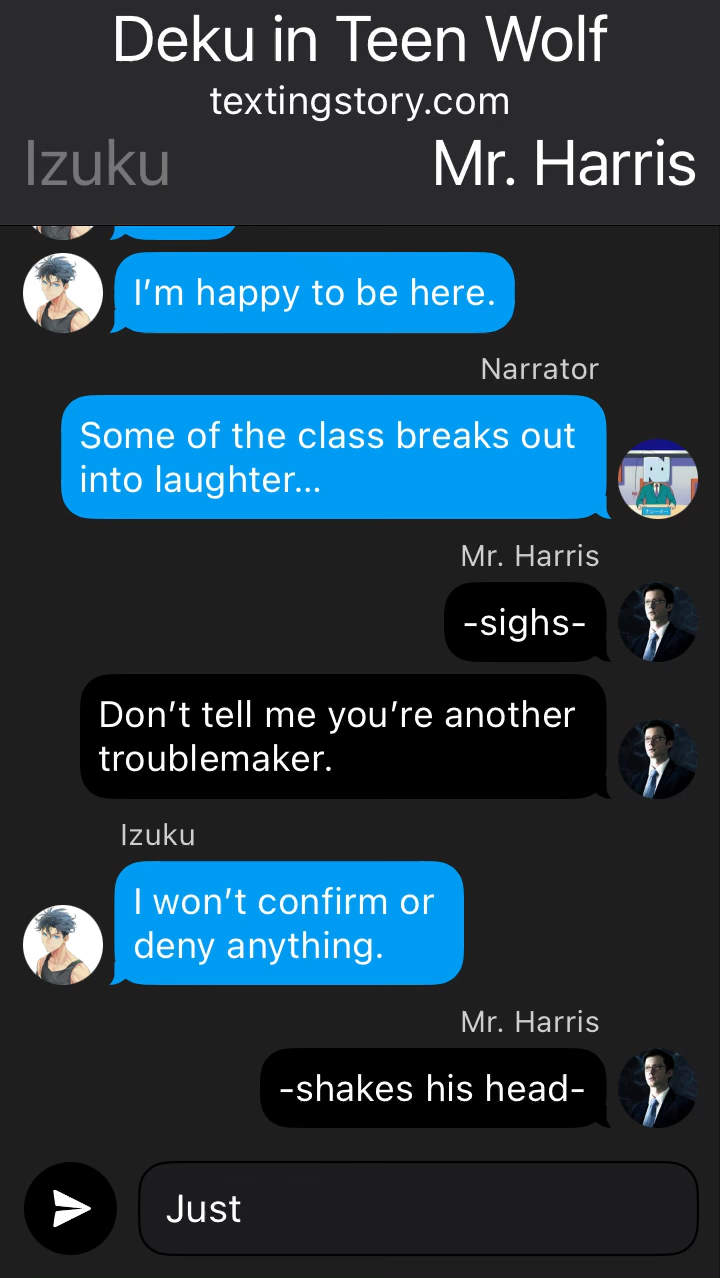 Deku in Teen Wolf
textingstory.com
Izuku
Mr. Harris
I’m happy to be here.
Narrator
Some of the class breaks out
into laughter...
Mr. Harris
-sighs-
Don’t tell me you’re another
troublemaker.
Izuku
I won’t confirm or
deny anything.
Mr. Harris
-shakes his head-
Just